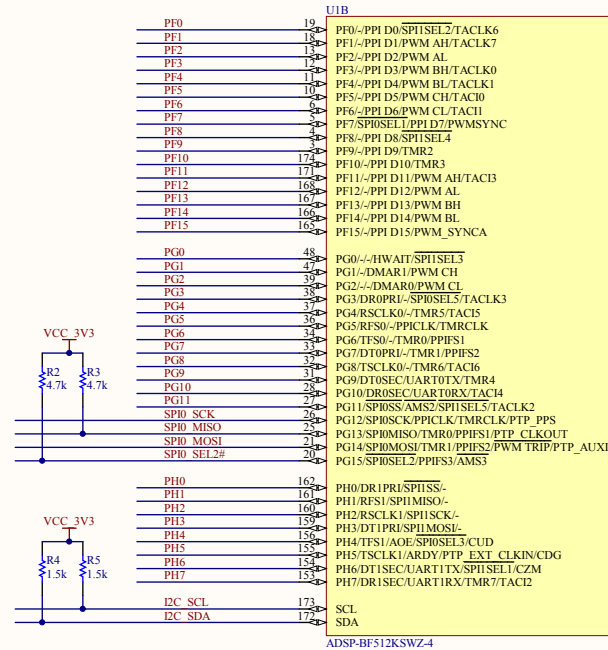 U1B
PF0 19 PF0/-/PPI D0/SPI1SEL2/TACLK6
PF1 18 PF1/-/PPI D1/PWM AH/TACLK7
PF2 13 PF2/-/PPI D2/PWM AL
PF3 12 PF3/-/PPI D3/PWM BH/TACLK0
PF4 11 PF4/-/PPI D4/PWM BL/TACLK1
PF5 10 PF5/-/PPI D5/PWM CH/TACI0
PF6 6 PF6/-/PPI D6/PWM CL/TACI1
PF7 5 PF7/SPI0SEL1/PPI D7/PWMSYNC
PF8 4 PF8/-/PPI D8/SPI1SEL4
PF9 3 PF9/-/PPI D9/TMR2
PF10 174 PF10/-/PPI D10/TMR3
PF11 171 PF11/-/PPI D11/PWM AH/TACI3
PF12 168 PF12/-/PPI D12/PWM AL
PF13 167 PF13/-/PPI D13/PWM BH
PF14 166 PF14/-/PPI D14/PWM BL
PF15 165 PF15/-/PPI D15/PWM_SYNCA
PG0 48 PG0/-/-/HWAIT/SPI1SEL3
PG1 47 PG1/-/DMAR1/PWM CH
PG2 39 PG2/-/-/DMAR0/PWM CL
PG3 38 PG3/DR0PRI/-/SPI0SEL5/TACLK3
PG4 37 PG4/RSCLK0/-/TMR5/TACI5
PG5 36 PG5/RFS0/-/PPICLK/TMRCLK
PG6 34 PG6/TFS0/-/TMR0/PPIFS1
PG7 33 PG7/DT0PRI/-/TMR1/PPIFS2
PG8 32 PG8/TSCLK0/-/TMR6/TACI6
PG9 31 PG9/DT0SEC/UART0TX/TMR4
PG10 28 PG10/DR0SEC/UART0RX/TACI4
PG11 27 PG11/SPI0SS/AMS2/SPI1SEL5/TACLK2
SPI0_SCK 26 PG12/SPI0SCK/PPICLK/TMRCLK/PTP_PPS
SPI0_MISO 25 PG13/SPI0MISO/TMR0/PPIFS1/PTP_CLKOUT
SPI0_MOSI 21 PG14/SPI0MOSI/TMR1/PPIFS2/PWM TRIP/PTP_AUXI
SPI0_SEL2# 20 PG15/SPI0SEL2/PPIFS3/AMS3
VCC_3V3
R2 R3
4.7k 4.7k
PH0 162 PH0/DR1PRI/SPI1SS/-
PH1 161 PH1/RFS1/SPI1MISO/-
PH2 160 PH2/RSCLK1/SPI1SCK/-
PH3 159 PH3/DT1PRI/SPI1MOSI/-
PH4 156 PH4/TFS1/AOE/SPI0SEL3/CUD
PH5 155 PH5/TSCLK1/ARDY/PTP_EXT_CLKIN/CDG
PH6 154 PH6/DT1SEC/UART1TX/SPI1SEL1/CZM
PH7 153 PH7/DR1SEC/UART1RX/TMR7/TACI2
VCC_3V3
R4 R5
1.5k 1.5k
I2C_SCL 173 SCL
I2C_SDA 172 SDA
ADSP-BF512KSWZ-4